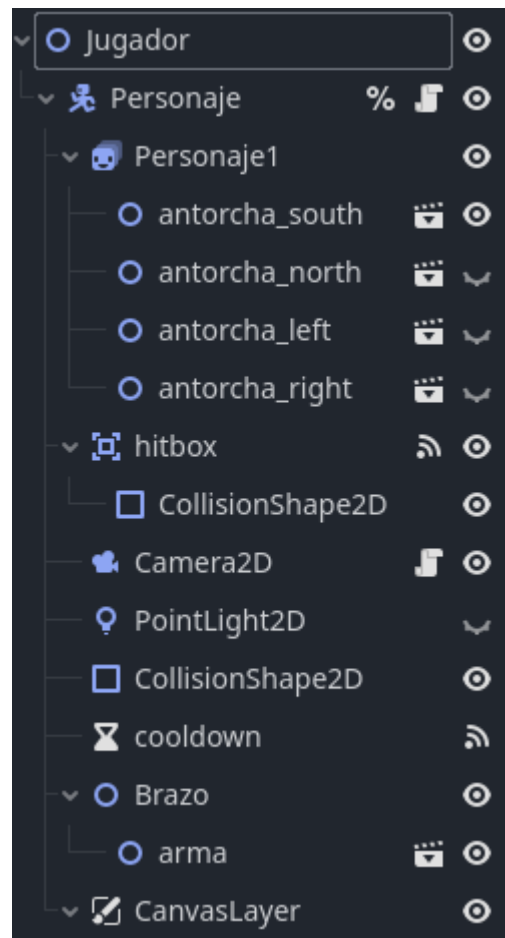 Jugador
Personaje %
Personaje1
antorcha_south
antorcha_north
antorcha_left
antorcha_right
hitbox
CollisionShape2D
Camera2D
PointLight2D
CollisionShape2D
cooldown
Brazo
arma
CanvasLayer